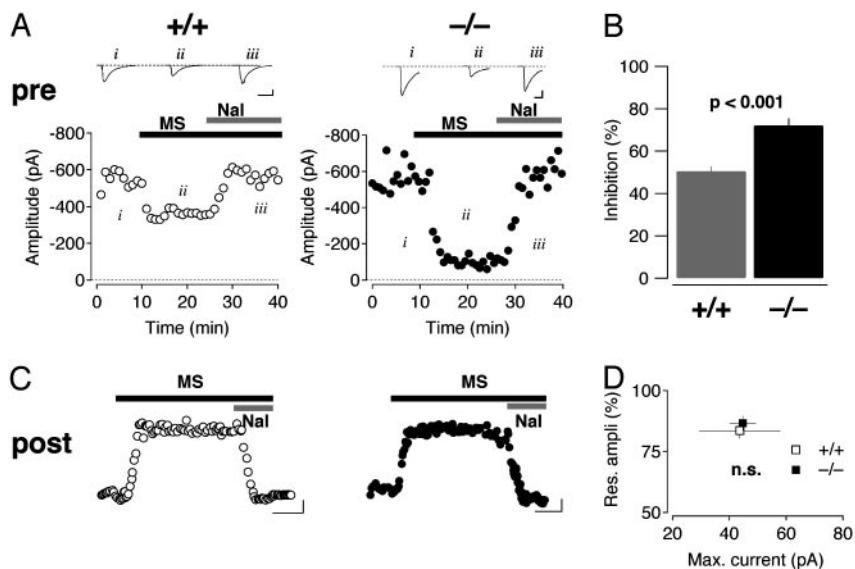 A
+/+
–/–
B
i
ii
iii
i
ii
iii
pre
MS
NaI
MS
NaI
Amplitude (pA)
-800
-600
-400
-200
0
i
ii
iii
0
10
20
30
40
Time (min)
Amplitude (pA)
-800
-600
-400
-200
0
i
ii
iii
0
10
20
30
40
Time (min)
Inhibition (%)
100
80
60
40
20
0
p < 0.001
+/+
–/–
C
post
MS
NaI
MS
NaI
D
Res. ampli (%)
100
75
50
+/+
–/–
n.s.
20
40
60
80
Max. current (pA)